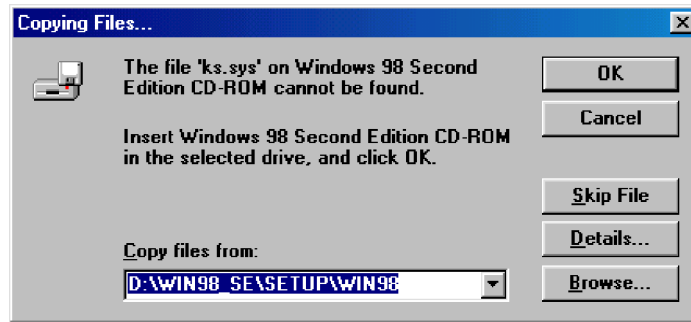 Copying Files...
The file 'ks.sys' on Windows 98 Second
Edition CD-ROM cannot be found.
Insert Windows 98 Second Edition CD-ROM
in the selected drive, and click OK.
Copy files from:
D:\WIN98_SE\SETUP\WIN98
OK
Cancel
Skip File
Details...
Browse...